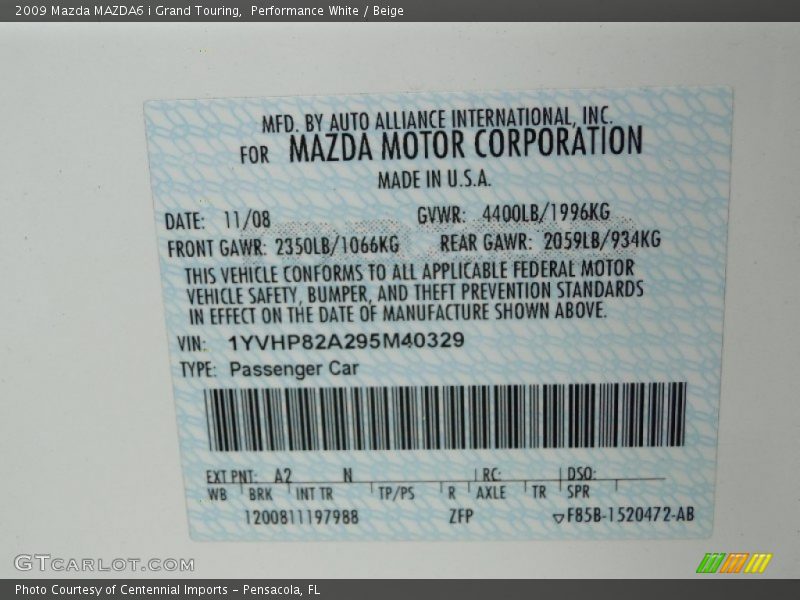 2009 Mazda MAZDA6 i Grand Touring,  Performance White / Beige
MFD. BY AUTO ALLIANCE INTERNATIONAL, INC.
FOR MAZDA MOTOR CORPORATION
MADE IN U.S.A.
DATE: 11/08 GVWR: 4400LB/1996KG
FRONT GAWR: 2350LB/1066KG REAR GAWR: 2059LB/934KG
THIS VEHICLE CONFORMS TO ALL APPLICABLE FEDERAL MOTOR
VEHICLE SAFETY, BUMPER, AND THEFT PREVENTION STANDARDS
IN EFFECT ON THE DATE OF MANUFACTURE SHOWN ABOVE.
VIN: 1YVHP82A295M40329
TYPE: Passenger Car
EXT PNT: A2 N RC: DSO:
WB BRK INT TR TP/PS R AXLE TR SPR
1200811197988 ZFP ▽F85B-1520472-AB
GTCARLOT.COM
Photo Courtesy of Centennial Imports - Pensacola, FL